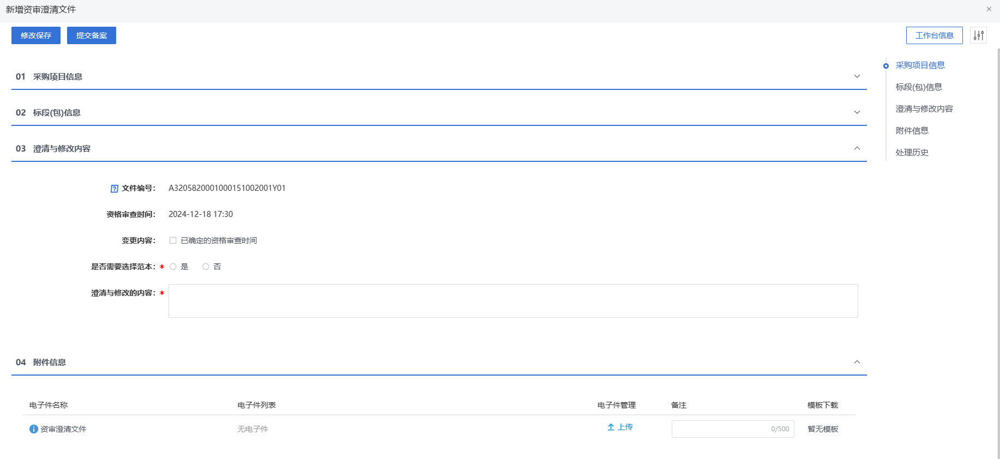 新增资审澄清文件
×
修改保存 提交备案 工作台信息
采购项目信息
标段(包)信息
澄清与修改内容
附件信息
处理历史
01 采购项目信息
02 标段(包)信息
03 澄清与修改内容
文件编号： A3205820001000151002001Y01
资格审查时间： 2024-12-18 17:30
变更内容： 已确定的资格审查时间
是否需要选择范本：* 是 否
澄清与修改的内容：*
04 附件信息
电子件名称 电子件列表 电子件管理 备注 模板下载
资审澄清文件 无电子件 上传 0/500 暂无模板